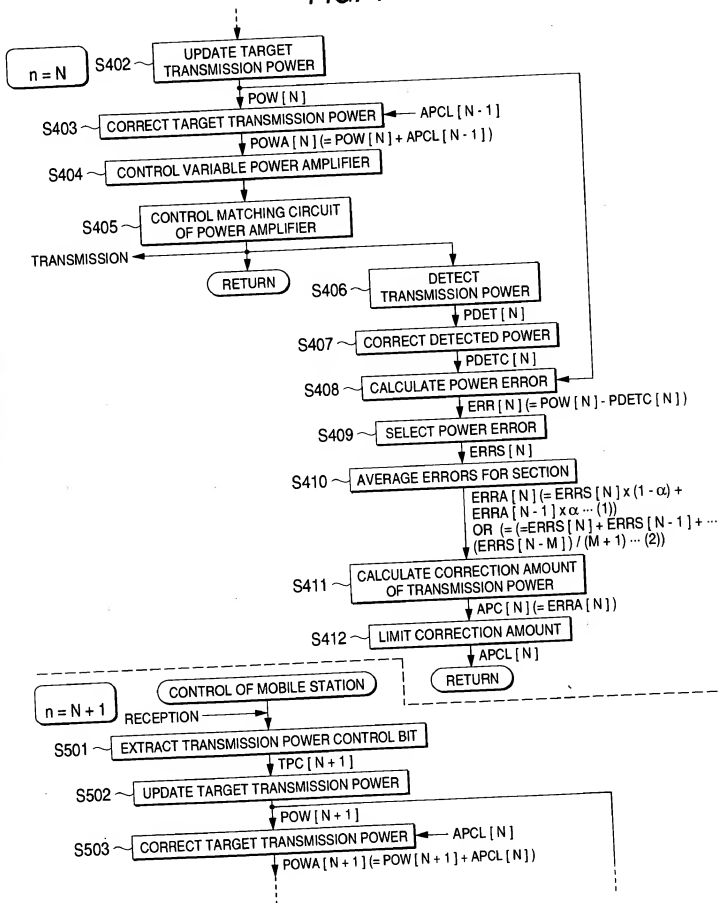 n = N
S402
UPDATE TARGET
TRANSMISSION POWER
POW [ N ]
S403
CORRECT TARGET TRANSMISSION POWER
APCL [ N - 1 ]
POWA [ N ] (= POW [ N ] + APCL [ N - 1 ] )
S404
CONTROL VARIABLE POWER AMPLIFIER
S405
CONTROL MATCHING CIRCUIT
OF POWER AMPLIFIER
TRANSMISSION
RETURN
S406
DETECT
TRANSMISSION POWER
PDET [ N ]
S407
CORRECT DETECTED POWER
PDETC [ N ]
S408
CALCULATE POWER ERROR
ERR [ N ] (= POW [ N ] - PDETC [ N ] )
S409
SELECT POWER ERROR
ERRS [ N ]
S410
AVERAGE ERRORS FOR SECTION
ERRA [ N ] (= ERRS [ N ] x (1 - α) +
ERRA [ N - 1 ] x α ··· (1))
OR (= (=ERRS [ N ] + ERRS [ N - 1 ] + ···
(ERRS [ N - M ] ) / (M + 1) ··· (2))
S411
CALCULATE CORRECTION AMOUNT
OF TRANSMISSION POWER
APC [ N ] (= ERRA [ N ] )
S412
LIMIT CORRECTION AMOUNT
APCL [ N ]
RETURN
n = N + 1
CONTROL OF MOBILE STATION
RECEPTION
S501
EXTRACT TRANSMISSION POWER CONTROL BIT
TPC [ N + 1 ]
S502
UPDATE TARGET TRANSMISSION POWER
POW [ N + 1 ]
S503
CORRECT TARGET TRANSMISSION POWER
APCL [ N ]
POWA [ N + 1 ] (= POW [ N + 1 ] + APCL [ N ] )